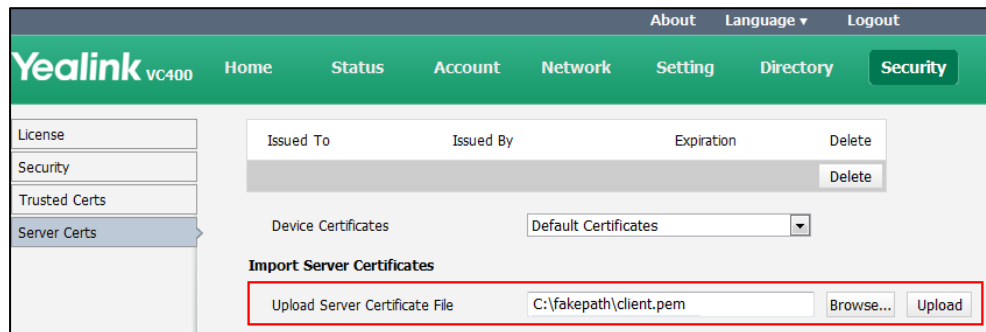 About Language ▾ Logout
Yealink VC400 Home Status Account Network Setting Directory Security
License
Security
Trusted Certs
Server Certs
Issued To Issued By Expiration Delete
Delete
Device Certificates Default Certificates
Import Server Certificates
Upload Server Certificate File C:\fakepath\client.pem Browse... Upload